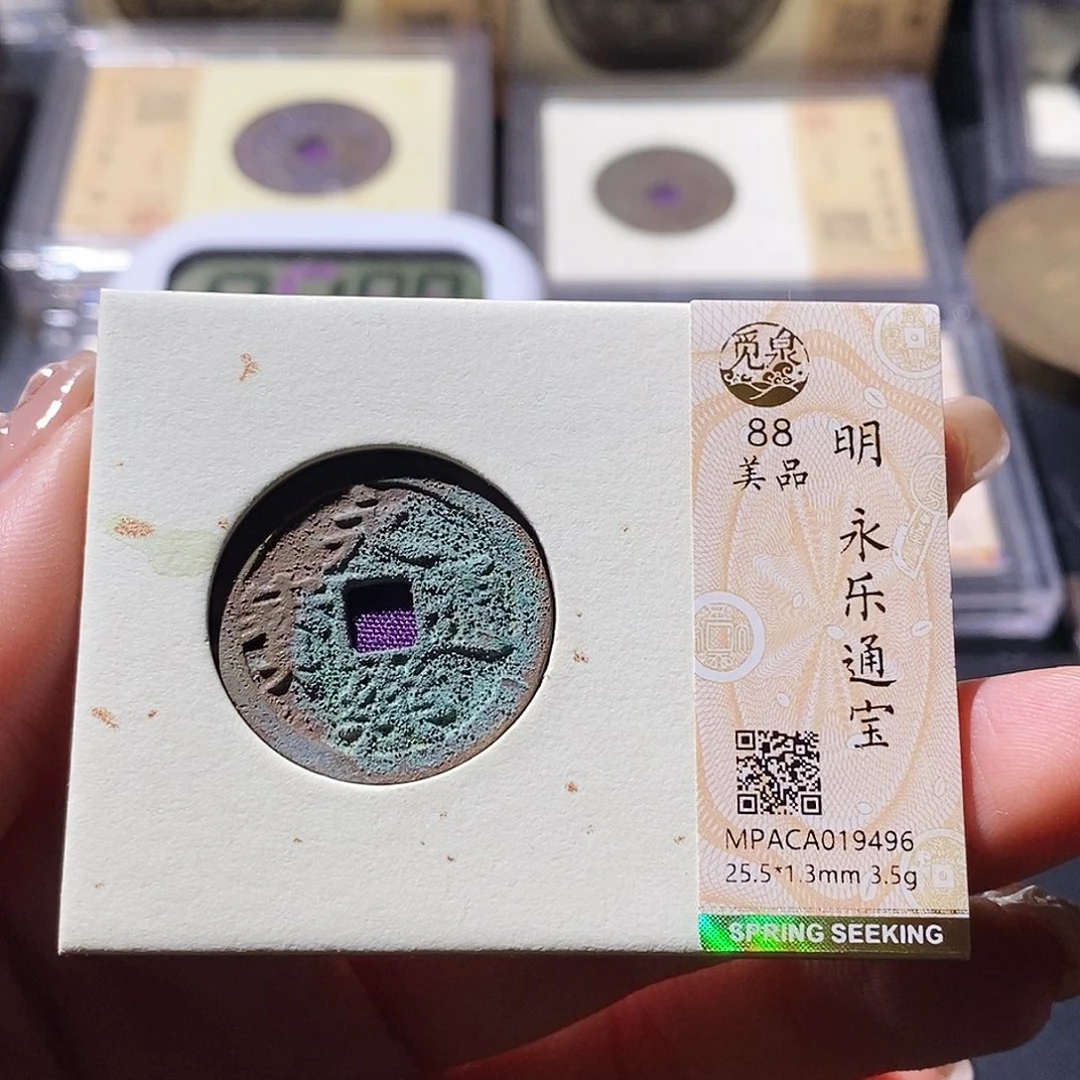 觅泉
88
美品
明 永乐通宝
MPACA019496
25.5*1.3mm 3.5g
SPRING SEEKING